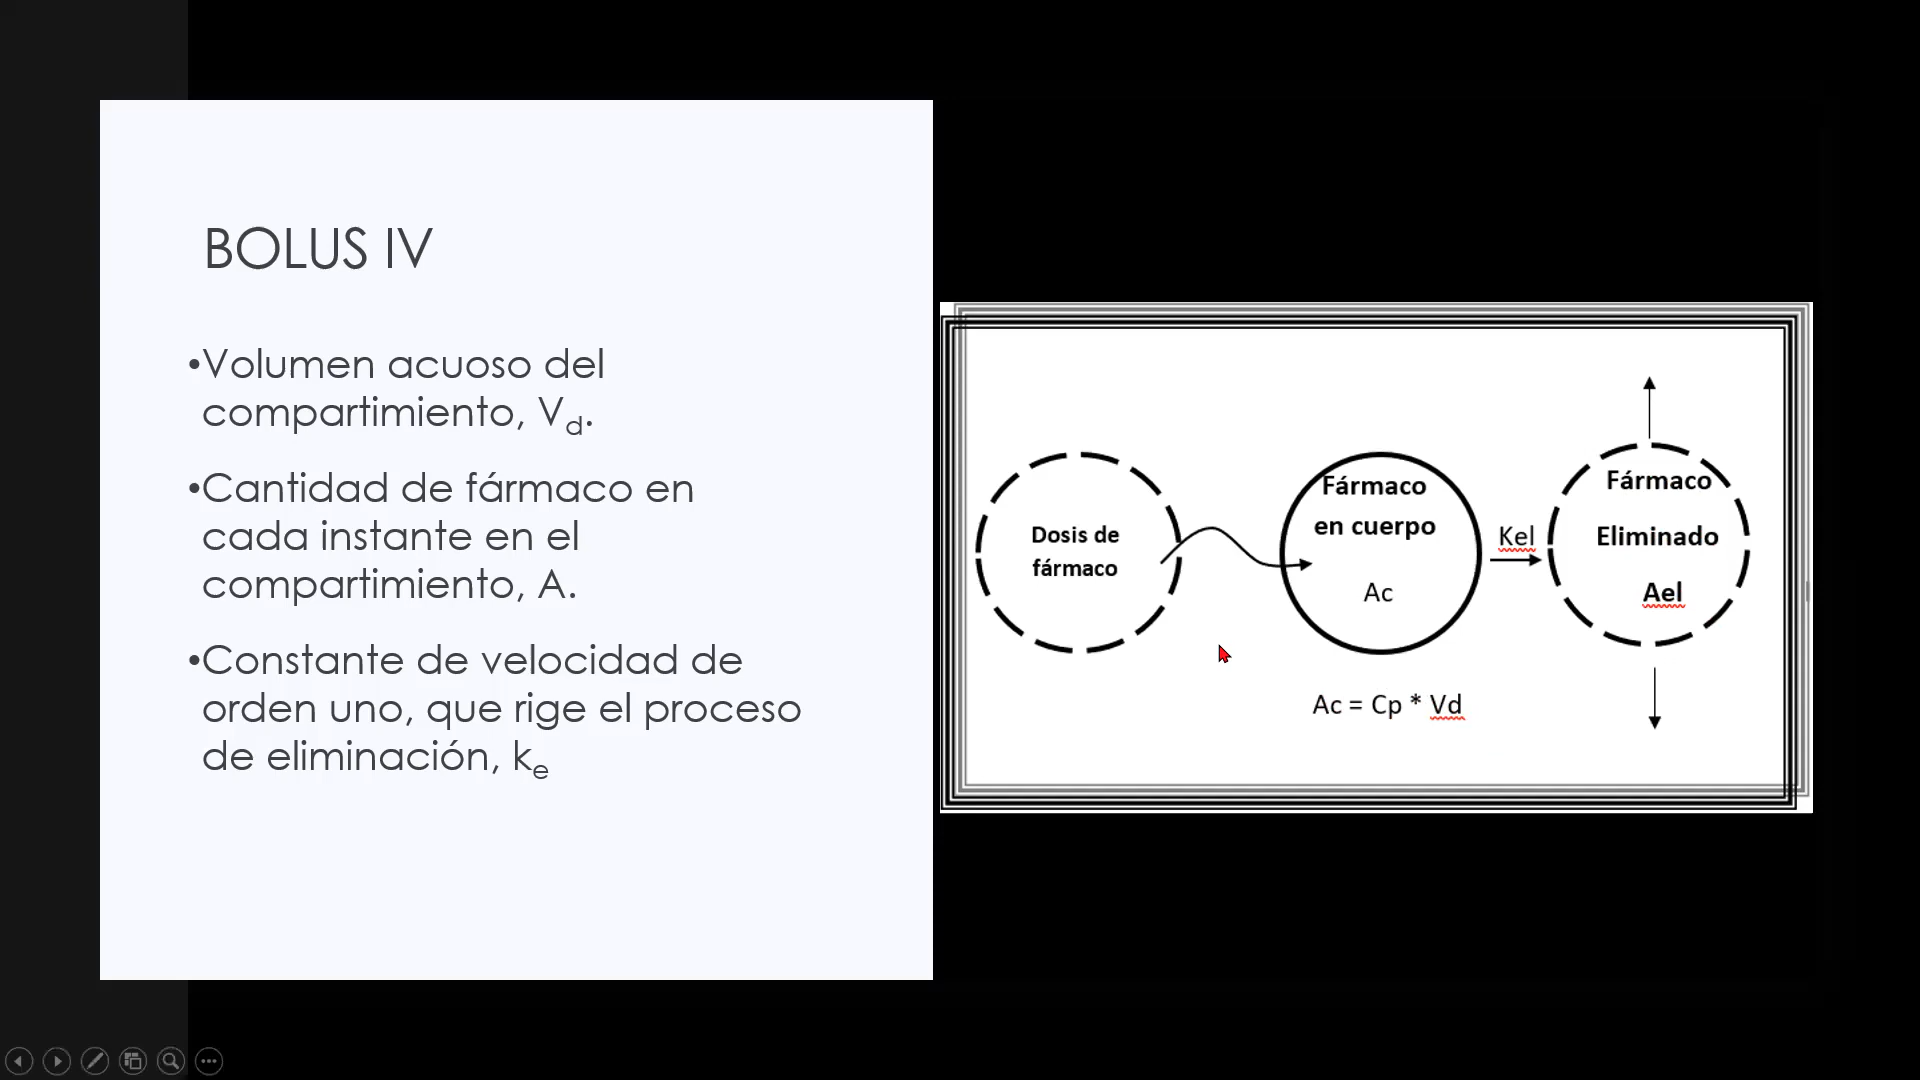 BOLUS IV
•Volumen acuoso del
compartimiento, Vd.
•Cantidad de fármaco en
cada instante en el
compartimiento, A.
•Constante de velocidad de
orden uno, que rige el proceso
de eliminación, ke
Dosis de
fármaco
Fármaco
en cuerpo
Ac
Kel
Fármaco
Eliminado
Ael
Ac = Cp * Vd